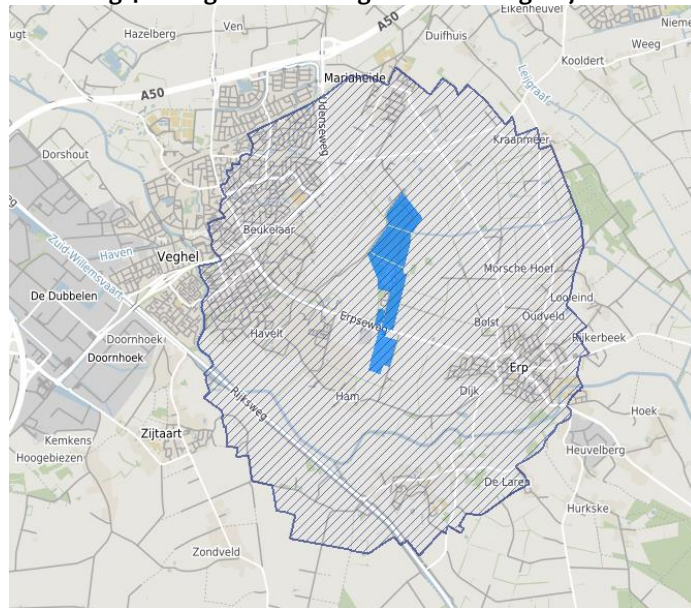 Eikenheuvel
Ven
A50
Duifhuis
Hazelberg
Weeg
Kooldert
Mariaheide
Leijgraaf
A50
Udenseweg
Kraanmeer
Dorshout
Beukelaar
Haven
Zuid-Willemsvaart
Veghel
Morsche Hoef
De Dubbelen
Looieind
Erpseweg
Bolst
Oudveld
Doornhoek
Havelt
Rijkerbeek
Doornhoek
Erp
Rijksweg
Ham
Dijk
Hoek
Zijtaart
Kemkens
Hoogebiezen
Heuvelberg
De Laren
Hurkske
Zondveld